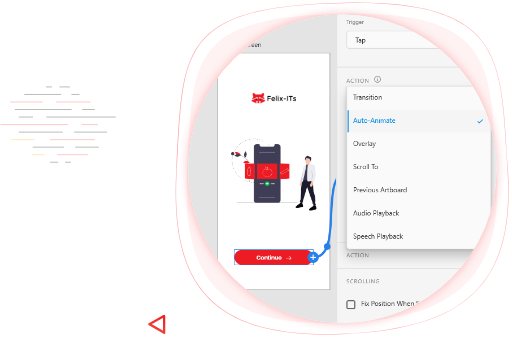 Trigger
Tap
ACTION
Transition
Auto-Animate
Overlay
Scroll To
Previous Artboard
Audio Playback
Speech Playback
ACTION
SCROLLING
Fix Position When
Felix-ITs
Continue →